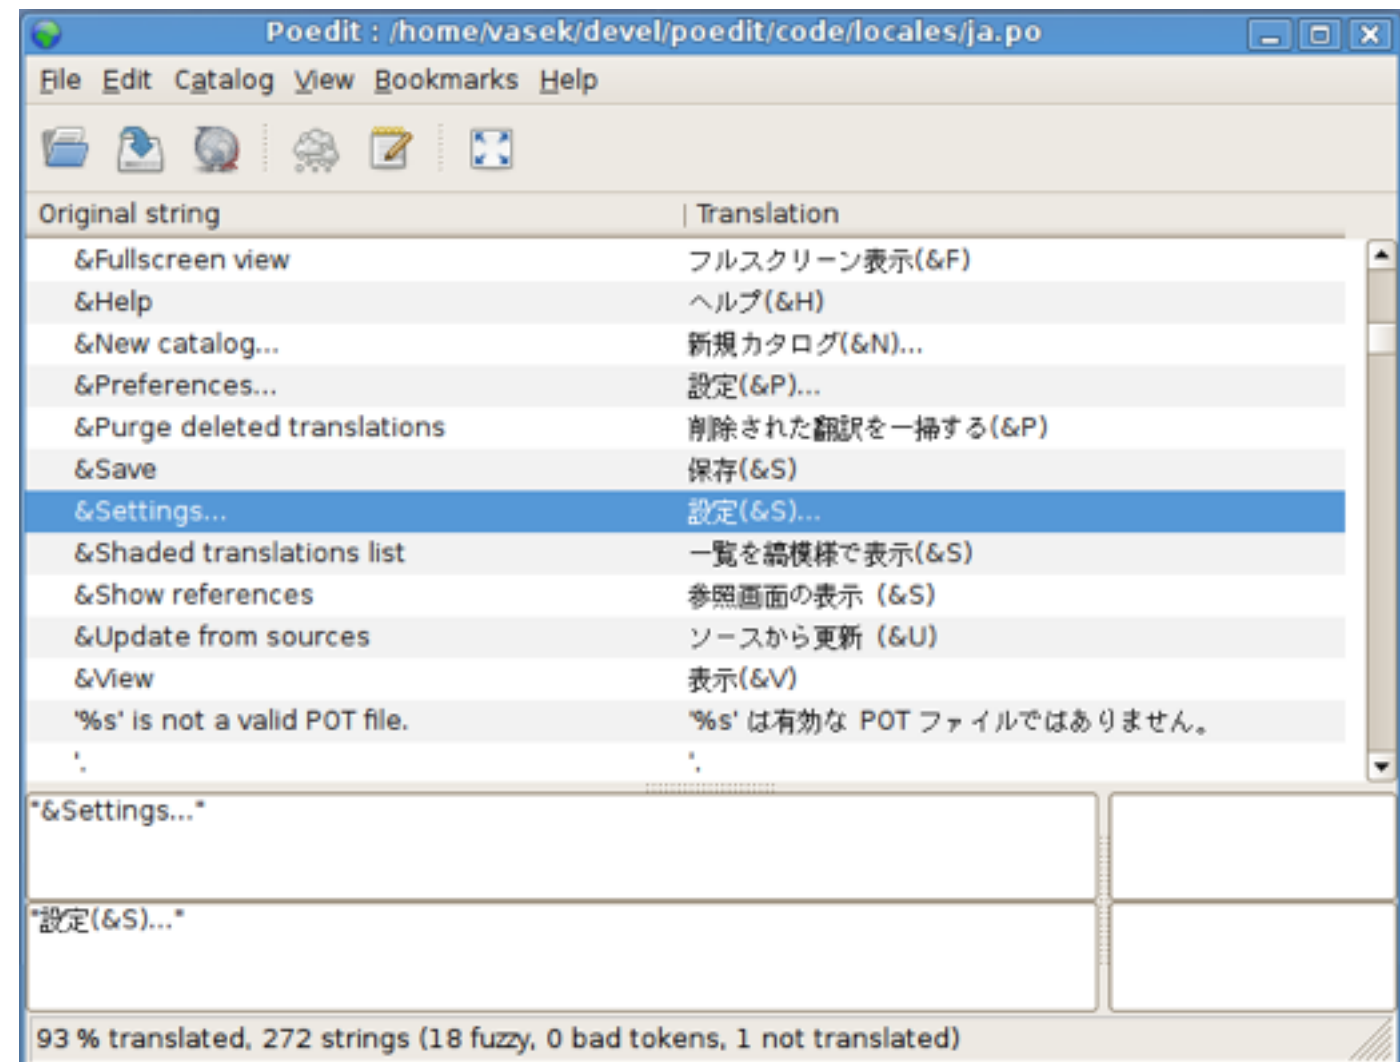 Poedit : /home/vasek/devel/poedit/code/locales/ja.po
File Edit Catalog View Bookmarks Help
Original string Translation
&Fullscreen view フルスクリーン表示(&F)
&Help ヘルプ(&H)
&New catalog... 新規カタログ(&N)...
&Preferences... 設定(&P)...
&Purge deleted translations 削除された翻訳を一掃する(&P)
&Save 保存(&S)
&Settings... 設定(&S)...
&Shaded translations list 一覧を縞模様で表示(&S)
&Show references 参照画面の表示 (&S)
&Update from sources ソースから更新 (&U)
&View 表示(&V)
'%s' is not a valid POT file. '%s' は有効な POT ファイルではありません。
'. '.
"&Settings..."
"設定(&S)..."
93 % translated, 272 strings (18 fuzzy, 0 bad tokens, 1 not translated)